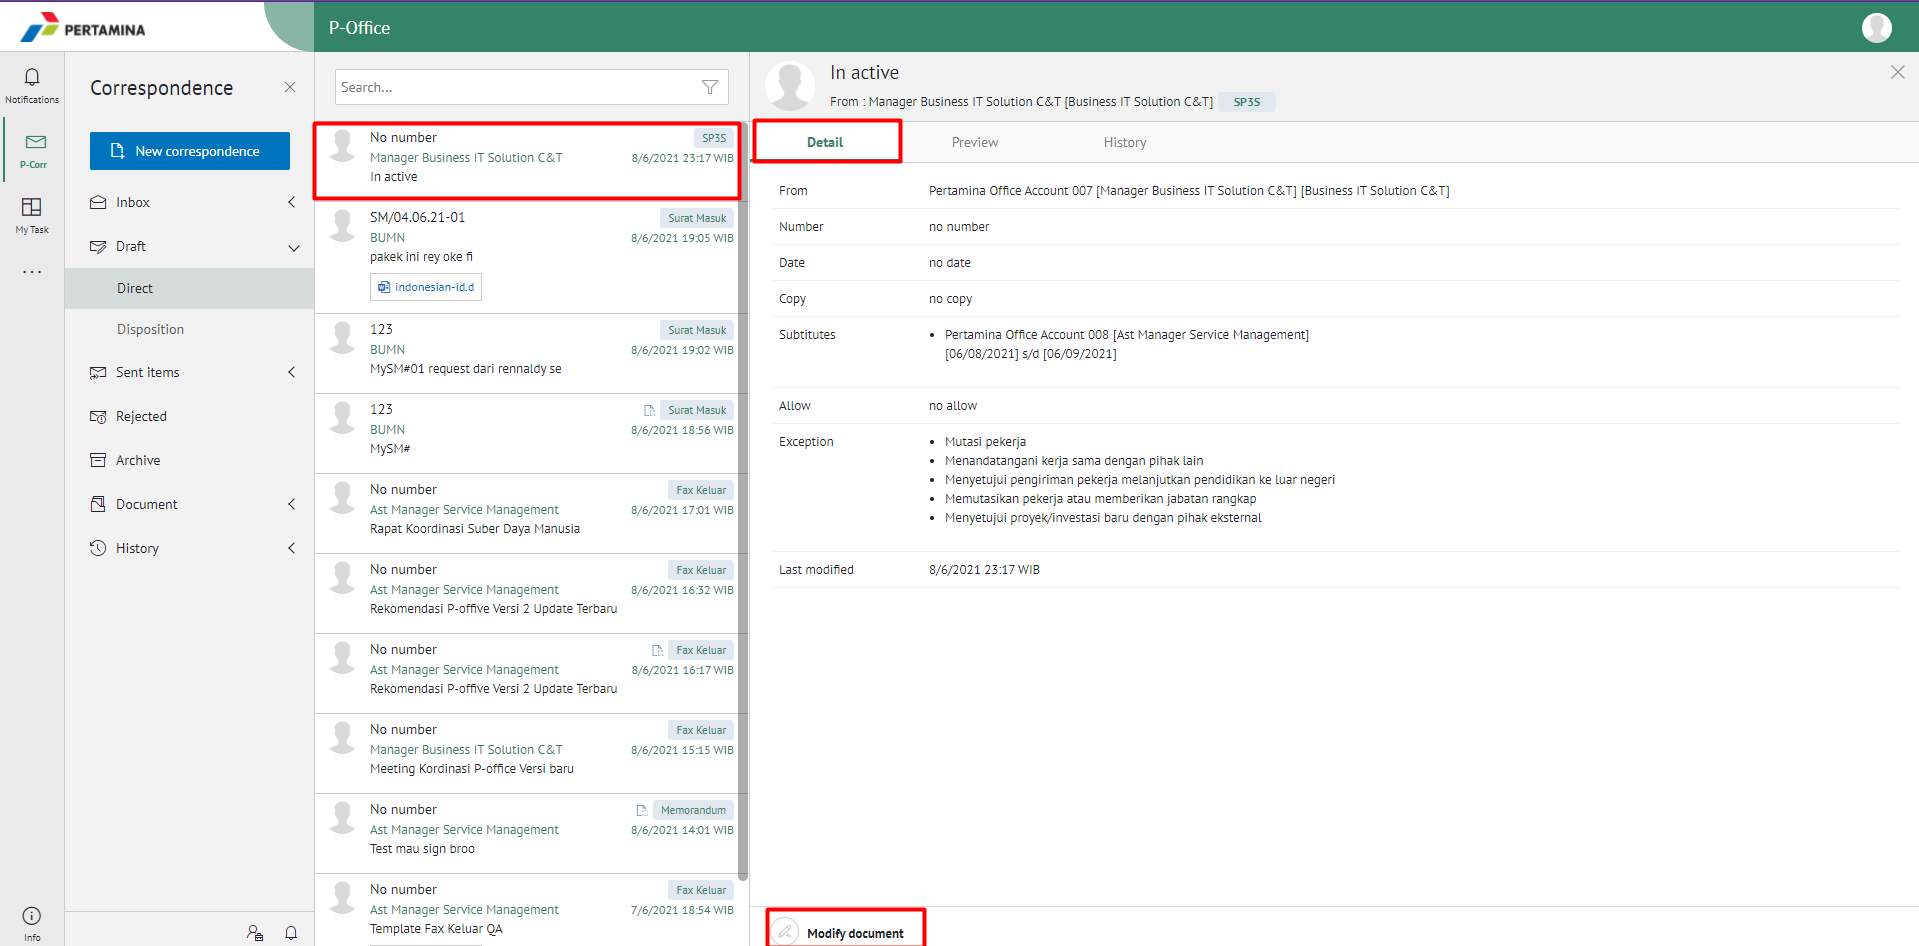 PERTAMINA
P-Office
Notifications
P-Corr
My Task
...
Info
Correspondence
New correspondence
Inbox
Draft
Direct
Disposition
Sent items
Rejected
Archive
Document
History
Search...
No number
SP3S
Manager Business IT Solution C&T
8/6/2021 23:17 WIB
In active
SM/04.06.21-01
Surat Masuk
BUMN
8/6/2021 19:05 WIB
pakek ini rey oke fi
indonesian-id.d
123
Surat Masuk
BUMN
8/6/2021 19:02 WIB
MySM#01 request dari rennaldy se
123
Surat Masuk
BUMN
8/6/2021 18:56 WIB
MySM#
No number
Fax Keluar
Ast Manager Service Management
8/6/2021 17:01 WIB
Rapat Koordinasi Suber Daya Manusia
No number
Fax Keluar
Ast Manager Service Management
8/6/2021 16:32 WIB
Rekomendasi P-offive Versi 2 Update Terbaru
No number
Fax Keluar
Ast Manager Service Management
8/6/2021 16:17 WIB
Rekomendasi P-offive Versi 2 Update Terbaru
No number
Fax Keluar
Manager Business IT Solution C&T
8/6/2021 15:15 WIB
Meeting Kordinasi P-office Versi baru
No number
Memorandum
Ast Manager Service Management
8/6/2021 14:01 WIB
Test mau sign broo
No number
Fax Keluar
Ast Manager Service Management
7/6/2021 18:54 WIB
Template Fax Keluar QA
In active
From : Manager Business IT Solution C&T [Business IT Solution C&T] SP3S
Detail Preview History
From Pertamina Office Account 007 [Manager Business IT Solution C&T] [Business IT Solution C&T]
Number no number
Date no date
Copy no copy
Subtitutes • Pertamina Office Account 008 [Ast Manager Service Management]
[06/08/2021] s/d [06/09/2021]
Allow no allow
Exception • Mutasi pekerja
• Menandatangani kerja sama dengan pihak lain
• Menyetujui pengiriman pekerja melanjutkan pendidikan ke luar negeri
• Memutasikan pekerja atau memberikan jabatan rangkap
• Menyetujui proyek/investasi baru dengan pihak eksternal
Last modified 8/6/2021 23:17 WIB
Modify document